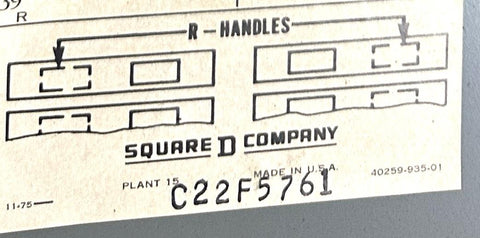 R
R-HANDLES
SQUARE D COMPANY
PLANT 15 MADE IN U.S.A. 40259-935-01
11-75 C22F5761